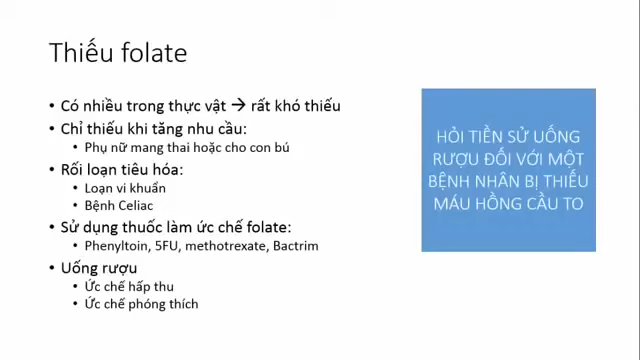 Thiếu folate
• Có nhiều trong thực vật → rất khó thiếu
• Chỉ thiếu khi tăng nhu cầu:
• Phụ nữ mang thai hoặc cho con bú
• Rối loạn tiêu hóa:
• Loạn vi khuẩn
• Bệnh Celiac
• Sử dụng thuốc làm ức chế folate:
• Phenyltoin, 5FU, methotrexate, Bactrim
• Uống rượu
• Ức chế hấp thu
• Ức chế phóng thích
HỎI TIỀN SỬ UỐNG
RƯỢU ĐỐI VỚI MỘT
BỆNH NHÂN BỊ THIẾU
MÁU HỒNG CẦU TO